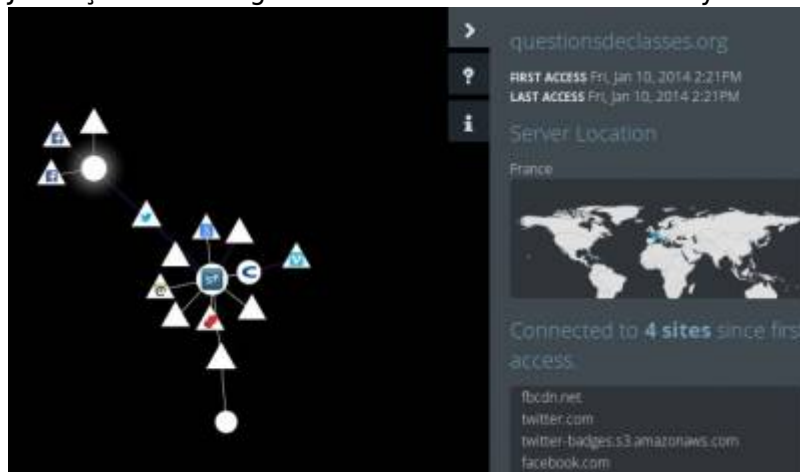 questionsdeclasses.org
FIRST ACCESS Fri, Jan 10, 2014 2:21PM
LAST ACCESS Fri, Jan 10, 2014 2:21PM
Server Location
France
Connected to 4 sites since first
access.
fbcdn.net
twitter.com
twitter-badges.s3.amazonaws.com
facebook.com